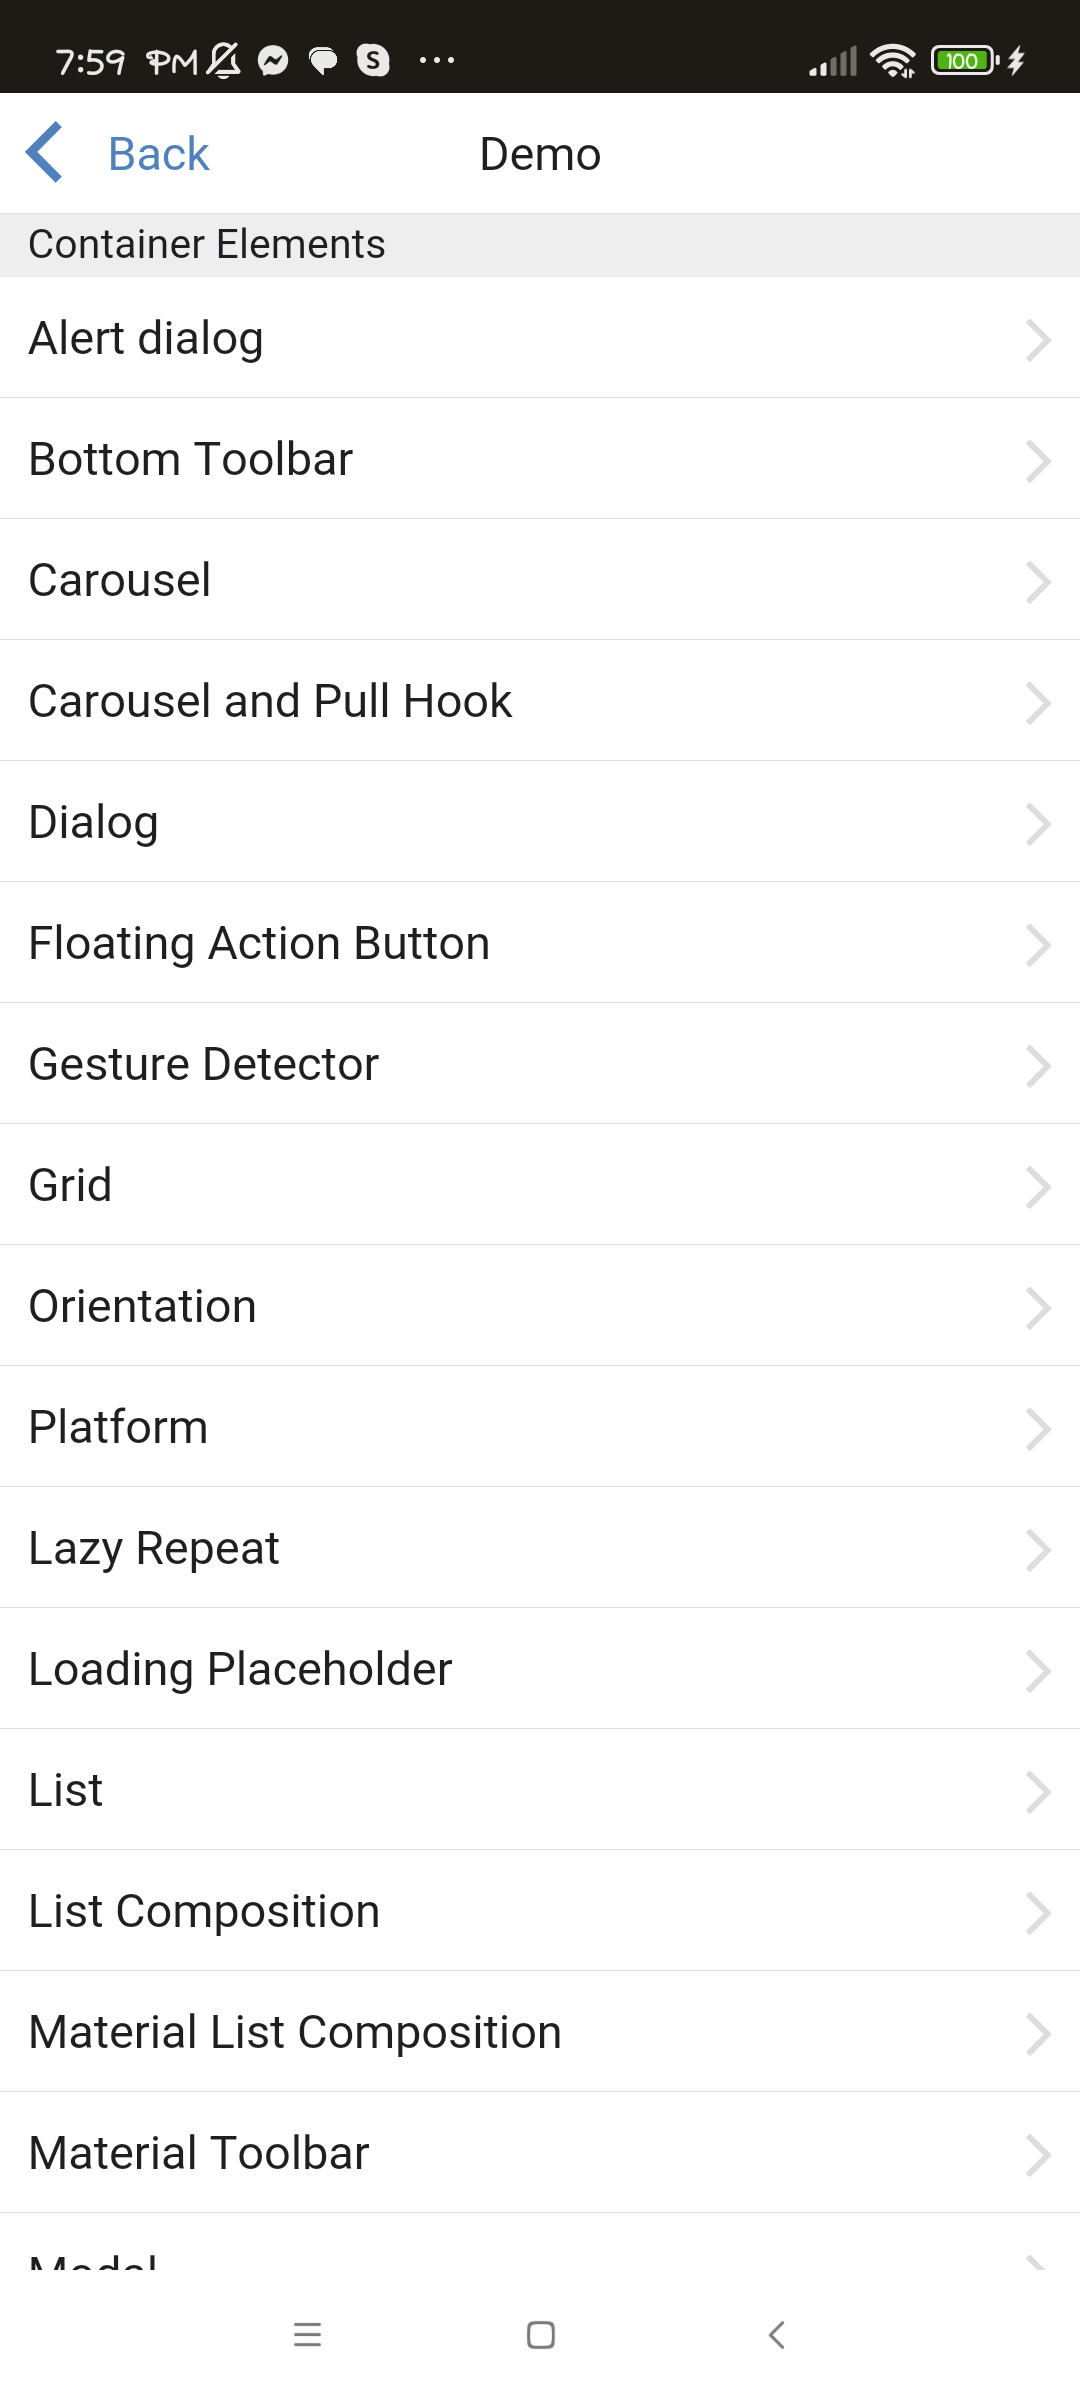 7:59 PM S 100
Back Demo
Container Elements
Alert dialog
Bottom Toolbar
Carousel
Carousel and Pull Hook
Dialog
Floating Action Button
Gesture Detector
Grid
Orientation
Platform
Lazy Repeat
Loading Placeholder
List
List Composition
Material List Composition
Material Toolbar
Modal